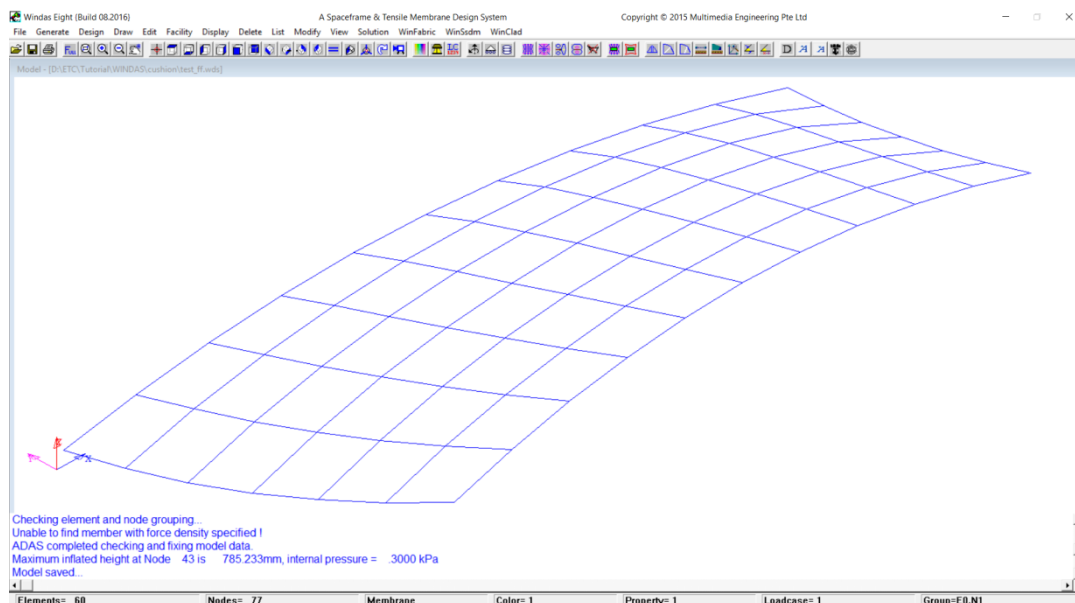 Windas Eight (Build 08.2016) A Spaceframe & Tensile Membrane Design System Copyright © 2015 Multimedia Engineering Pte Ltd
File Generate Design Draw Edit Facility Display Delete List Modify View Solution WinFabric WinSsdm WinClad
Model - [D:\ETC\Tutorial\WINDAS\cushion\test_ff.wds]
Z
Y X
Checking element and node grouping...
Unable to find member with force density specified !
ADAS completed checking and fixing model data.
Maximum inflated height at Node 43 is 785.233mm, internal pressure = .3000 kPa
Model saved...
Elements= 60 Nodes= 77 Membrane Color= 1 Property= 1 Loadcase= 1 Group=E0,N1